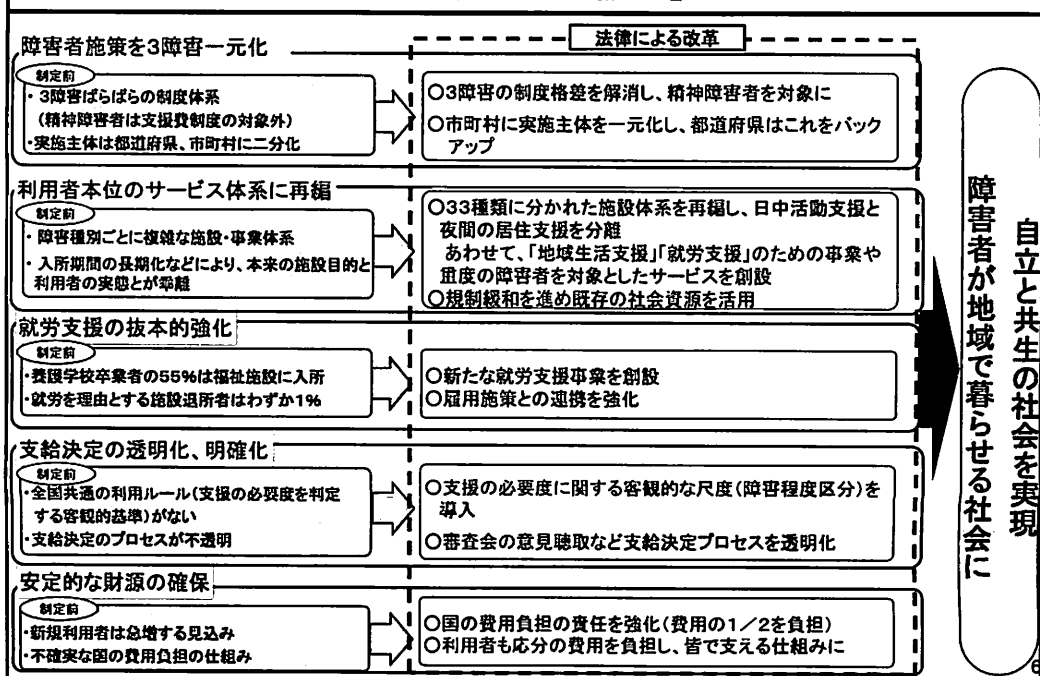 法律による改革
障害者施策を3障害一元化
制定前
・3障害ばらばらの制度体系
(精神障害者は支援費制度の対象外)
・実施主体は都道府県、市町村に二分化
○3障害の制度格差を解消し、精神障害者を対象に
○市町村に実施主体を一元化し、都道府県はこれをバック
アップ
利用者本位のサービス体系に再編
制定前
・障害種別ごとに複雑な施設・事業体系
・入所期間の長期化などにより、本来の施設目的と
利用者の実態とが乖離
○33種類に分かれた施設体系を再編し、日中活動支援と
夜間の居住支援を分離
あわせて、「地域生活支援」「就労支援」のための事業や
重度の障害者を対象としたサービスを創設
○規制緩和を進め既存の社会資源を活用
就労支援の抜本的強化
制定前
・養護学校卒業者の55%は福祉施設に入所
・就労を理由とする施設退所者はわずか1%
○新たな就労支援事業を創設
○雇用施策との連携を強化
支給決定の透明化、明確化
制定前
・全国共通の利用ルール(支援の必要度を判定
する客観的基準)がない
・支給決定のプロセスが不透明
○支援の必要度に関する客観的な尺度(障害程度区分)を
導入
○審査会の意見聴取など支給決定プロセスを透明化
安定的な財源の確保
制定前
・新規利用者は急増する見込み
・不確実な国の費用負担の仕組み
○国の費用負担の責任を強化(費用の1/2を負担)
○利用者も応分の費用を負担し、皆で支える仕組みに
自立と共生の社会を実現
障害者が地域で暮らせる社会に
6